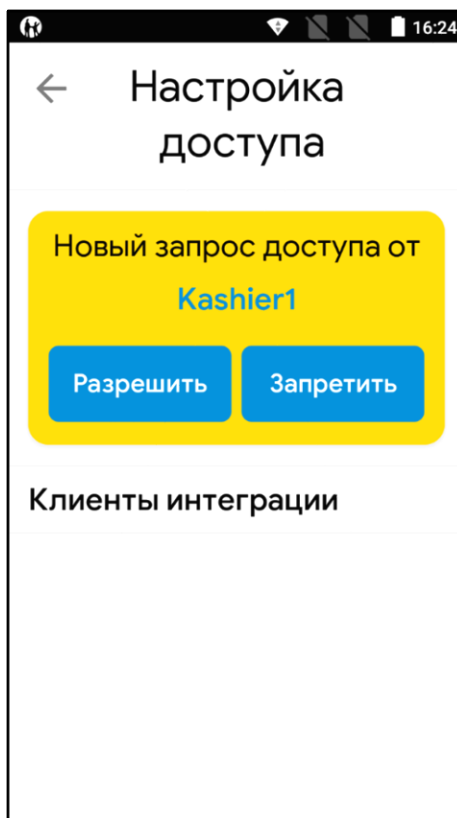 16:24
Настройка
доступа
Новый запрос доступа от
Kashier1
Разрешить Запретить
Клиенты интеграции